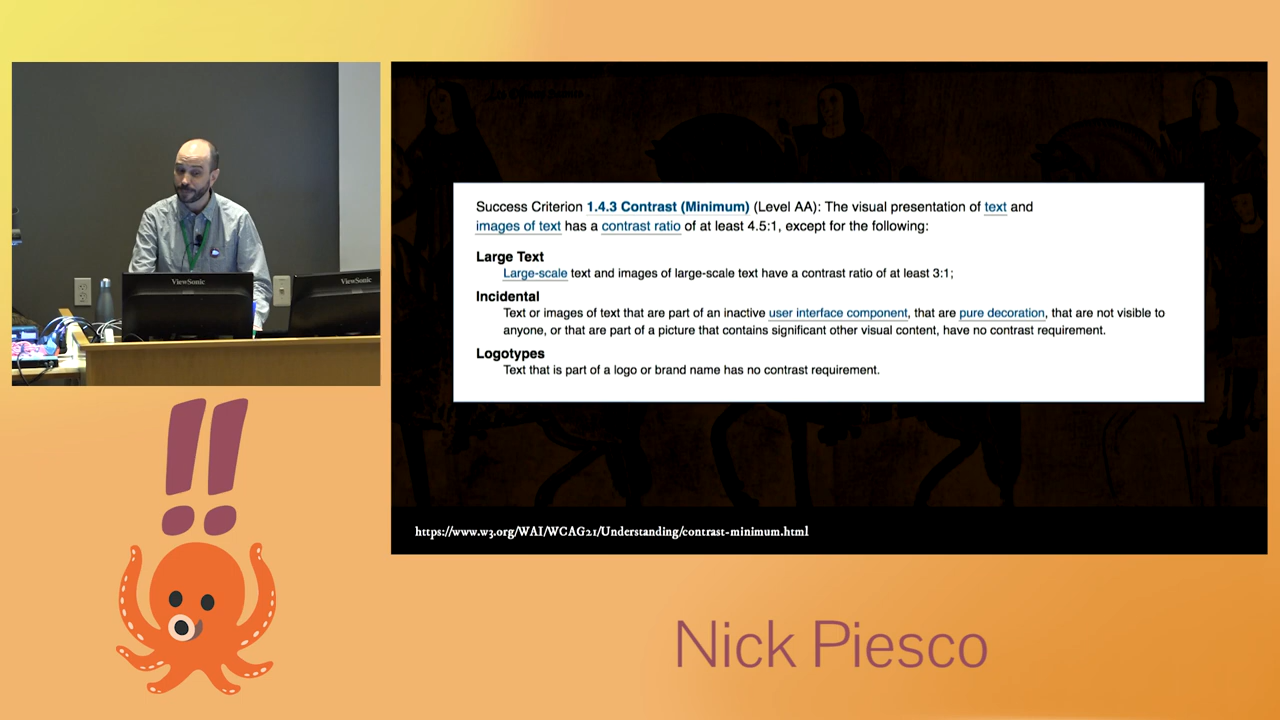 Success Criterion 1.4.3 Contrast (Minimum) (Level AA): The visual presentation of text and
images of text has a contrast ratio of at least 4.5:1, except for the following:
Large Text
Large-scale text and images of large-scale text have a contrast ratio of at least 3:1;
Incidental
Text or images of text that are part of an inactive user interface component, that are pure decoration, that are not visible to
anyone, or that are part of a picture that contains significant other visual content, have no contrast requirement.
Logotypes
Text that is part of a logo or brand name has no contrast requirement.
https://www.w3.org/WAI/WCAG21/Understanding/contrast-minimum.html
ViewSonic
ViewSonic
!!
Nick Piesco